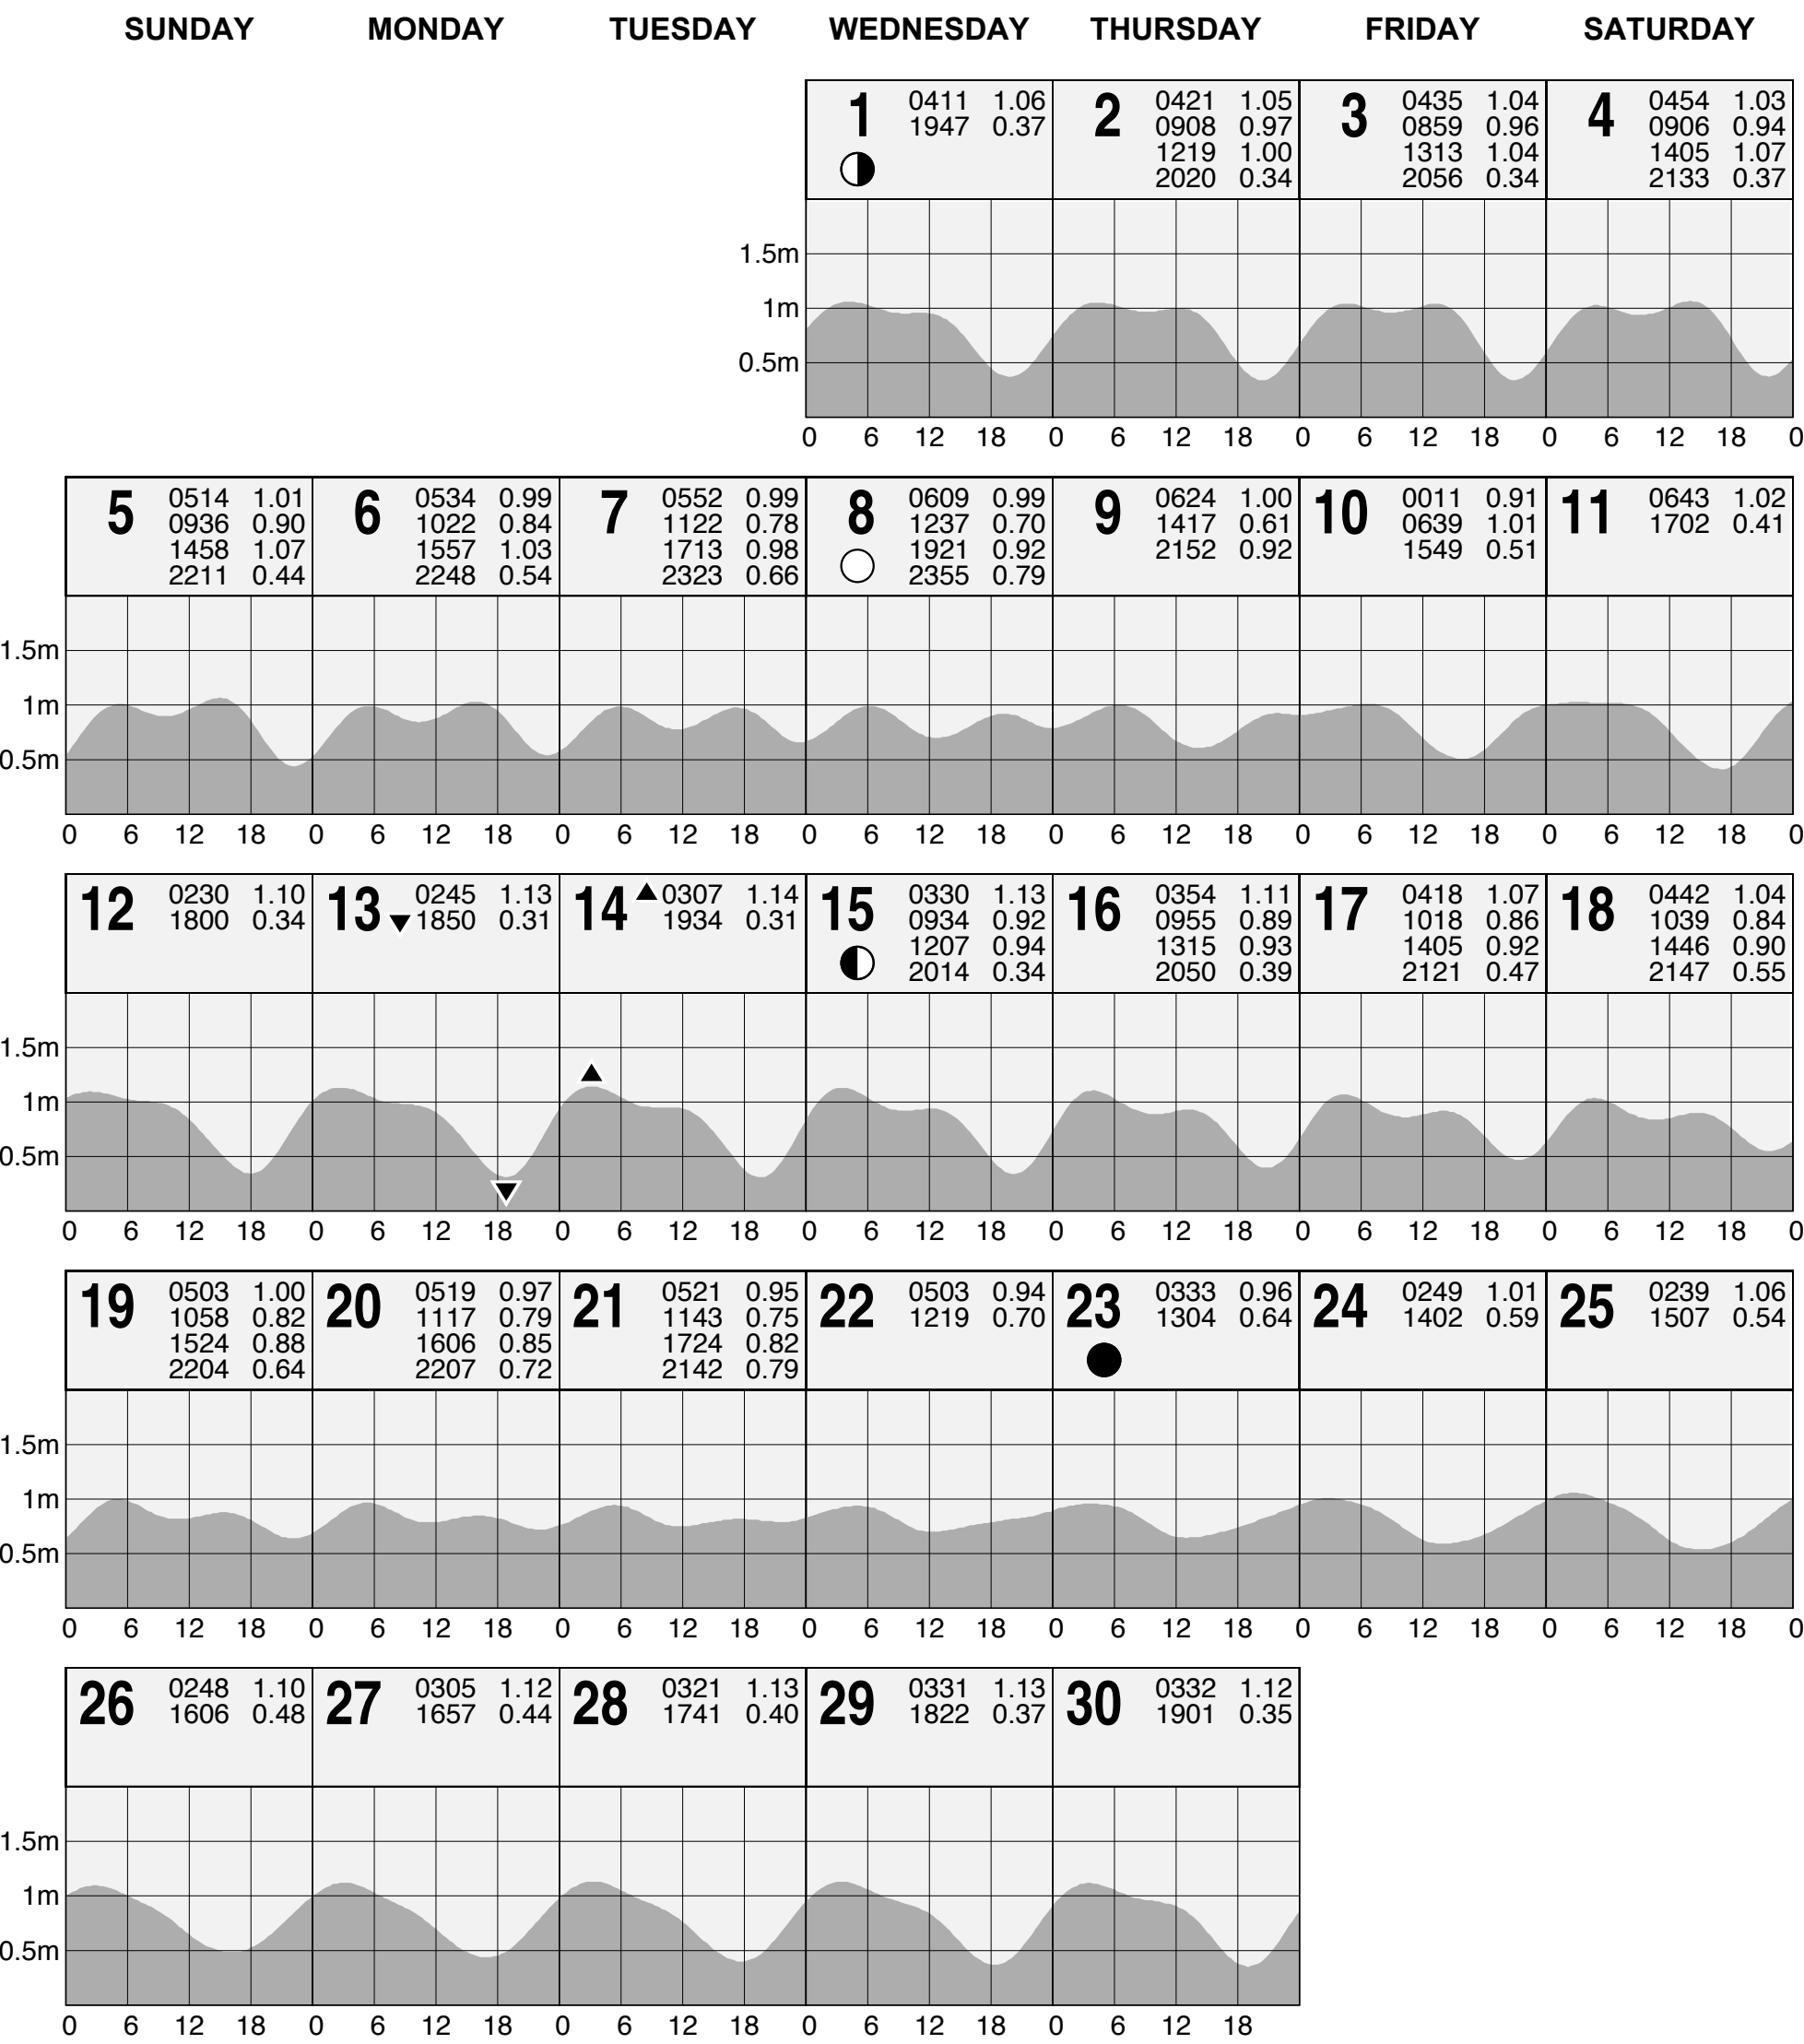 SUNDAY MONDAY TUESDAY WEDNESDAY THURSDAY FRIDAY SATURDAY
1 0411 1.06
1947 0.37
2 0421 1.05
0908 0.97
1219 1.00
2020 0.34
3 0435 1.04
0859 0.96
1313 1.04
2056 0.34
4 0454 1.03
0906 0.94
1405 1.07
2133 0.37
1.5m
1m
0.5m
0 6 12 18 0 6 12 18 0 6 12 18 0 6 12 18 0
5 0514 1.01
0936 0.90
1458 1.07
2211 0.44
6 0534 0.99
1022 0.84
1557 1.03
2248 0.54
7 0552 0.99
1122 0.78
1713 0.98
2323 0.66
8 0609 0.99
1237 0.70
1921 0.92
2355 0.79
9 0624 1.00
1417 0.61
2152 0.92
10 0011 0.91
0639 1.01
1549 0.51
11 0643 1.02
1702 0.41
1.5m
1m
0.5m
0 6 12 18 0 6 12 18 0 6 12 18 0 6 12 18 0 6 12 18 0 6 12 18 0 6 12 18 0
12 0230 1.10
1800 0.34
13 0245 1.13
1850 0.31
14 0307 1.14
1934 0.31
15 0330 1.13
0934 0.92
1207 0.94
2014 0.34
16 0354 1.11
0955 0.89
1315 0.93
2050 0.39
17 0418 1.07
1018 0.86
1405 0.92
2121 0.47
18 0442 1.04
1039 0.84
1446 0.90
2147 0.55
1.5m
1m
0.5m
0 6 12 18 0 6 12 18 0 6 12 18 0 6 12 18 0 6 12 18 0 6 12 18 0 6 12 18 0
19 0503 1.00
1058 0.82
1524 0.88
2204 0.64
20 0519 0.97
1117 0.79
1606 0.85
2207 0.72
21 0521 0.95
1143 0.75
1724 0.82
2142 0.79
22 0503 0.94
1219 0.70
23 0333 0.96
1304 0.64
24 0249 1.01
1402 0.59
25 0239 1.06
1507 0.54
1.5m
1m
0.5m
0 6 12 18 0 6 12 18 0 6 12 18 0 6 12 18 0 6 12 18 0 6 12 18 0 6 12 18 0
26 0248 1.10
1606 0.48
27 0305 1.12
1657 0.44
28 0321 1.13
1741 0.40
29 0331 1.13
1822 0.37
30 0332 1.12
1901 0.35
1.5m
1m
0.5m
0 6 12 18 0 6 12 18 0 6 12 18 0 6 12 18 0 6 12 18